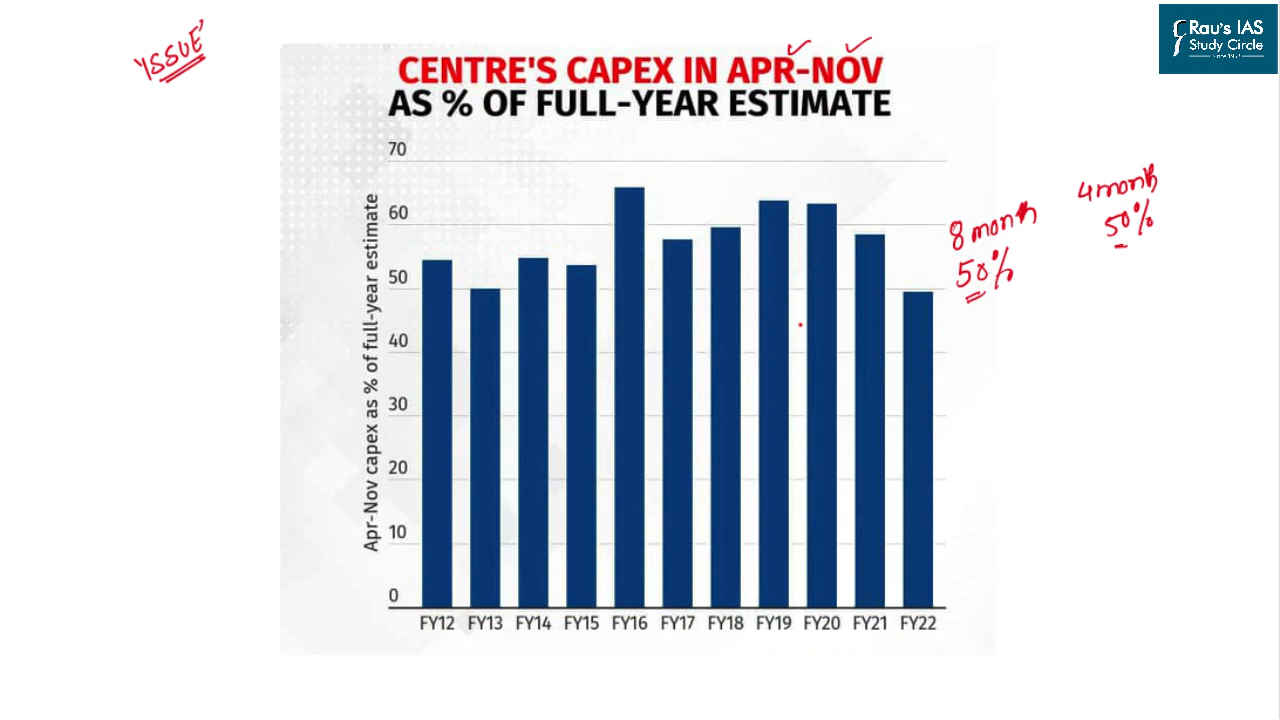 'ISSUE'
Rau's IAS
Study Circle
CENTRE'S CAPEX IN APR-NOV
AS % OF FULL-YEAR ESTIMATE
70
60
50
40
30
20
10
0
Apr-Nov capex as % of full-year estimate
FY12 FY13 FY14 FY15 FY16 FY17 FY18 FY19 FY20 FY21 FY22
8 month
50%
4 month
50%